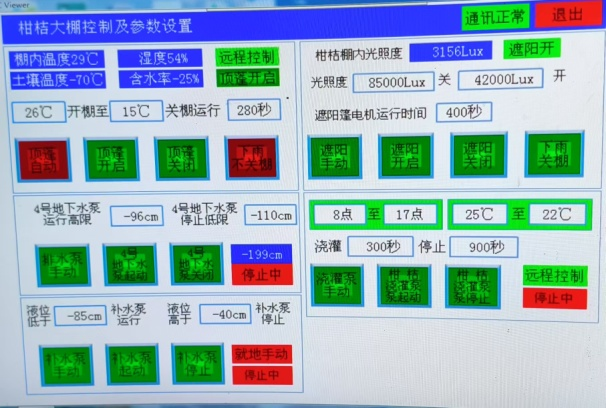 Viewer
柑桔大棚控制及参数设置
通讯正常
退出
棚内温度29℃
湿度54%
远程控制
土壤温度-70℃
含水率-25%
顶蓬开启
26℃ 开棚至 15℃ 关棚运行 280秒
顶蓬自动
顶蓬开启
顶蓬关闭
下雨不关棚
柑桔棚内光照度 3156Lux 遮阳开
光照度 85000Lux 关 42000Lux 开
遮阳篷电机运行时间 400秒
遮阳手动
遮阳开启
遮阳关闭
下雨关棚
4号地下水泵运行高限 -96cm 4号地下水泵停止低限 -110cm
补水泵手动
4号地下水泵起动
4号地下水泵关闭
-199cm
停止中
8点 至 17点 25℃ 至 22℃
浇灌 300秒 停止 900秒
浇灌泵手动
柑桔浇灌泵泵起动
柑桔浇灌泵泵停止
远程控制
停止中
液位低于 -85cm 补水泵运行 液位高于 -40cm 补水泵停止
补水泵手动
补水泵起动
补水泵停止
就地手动
停止中